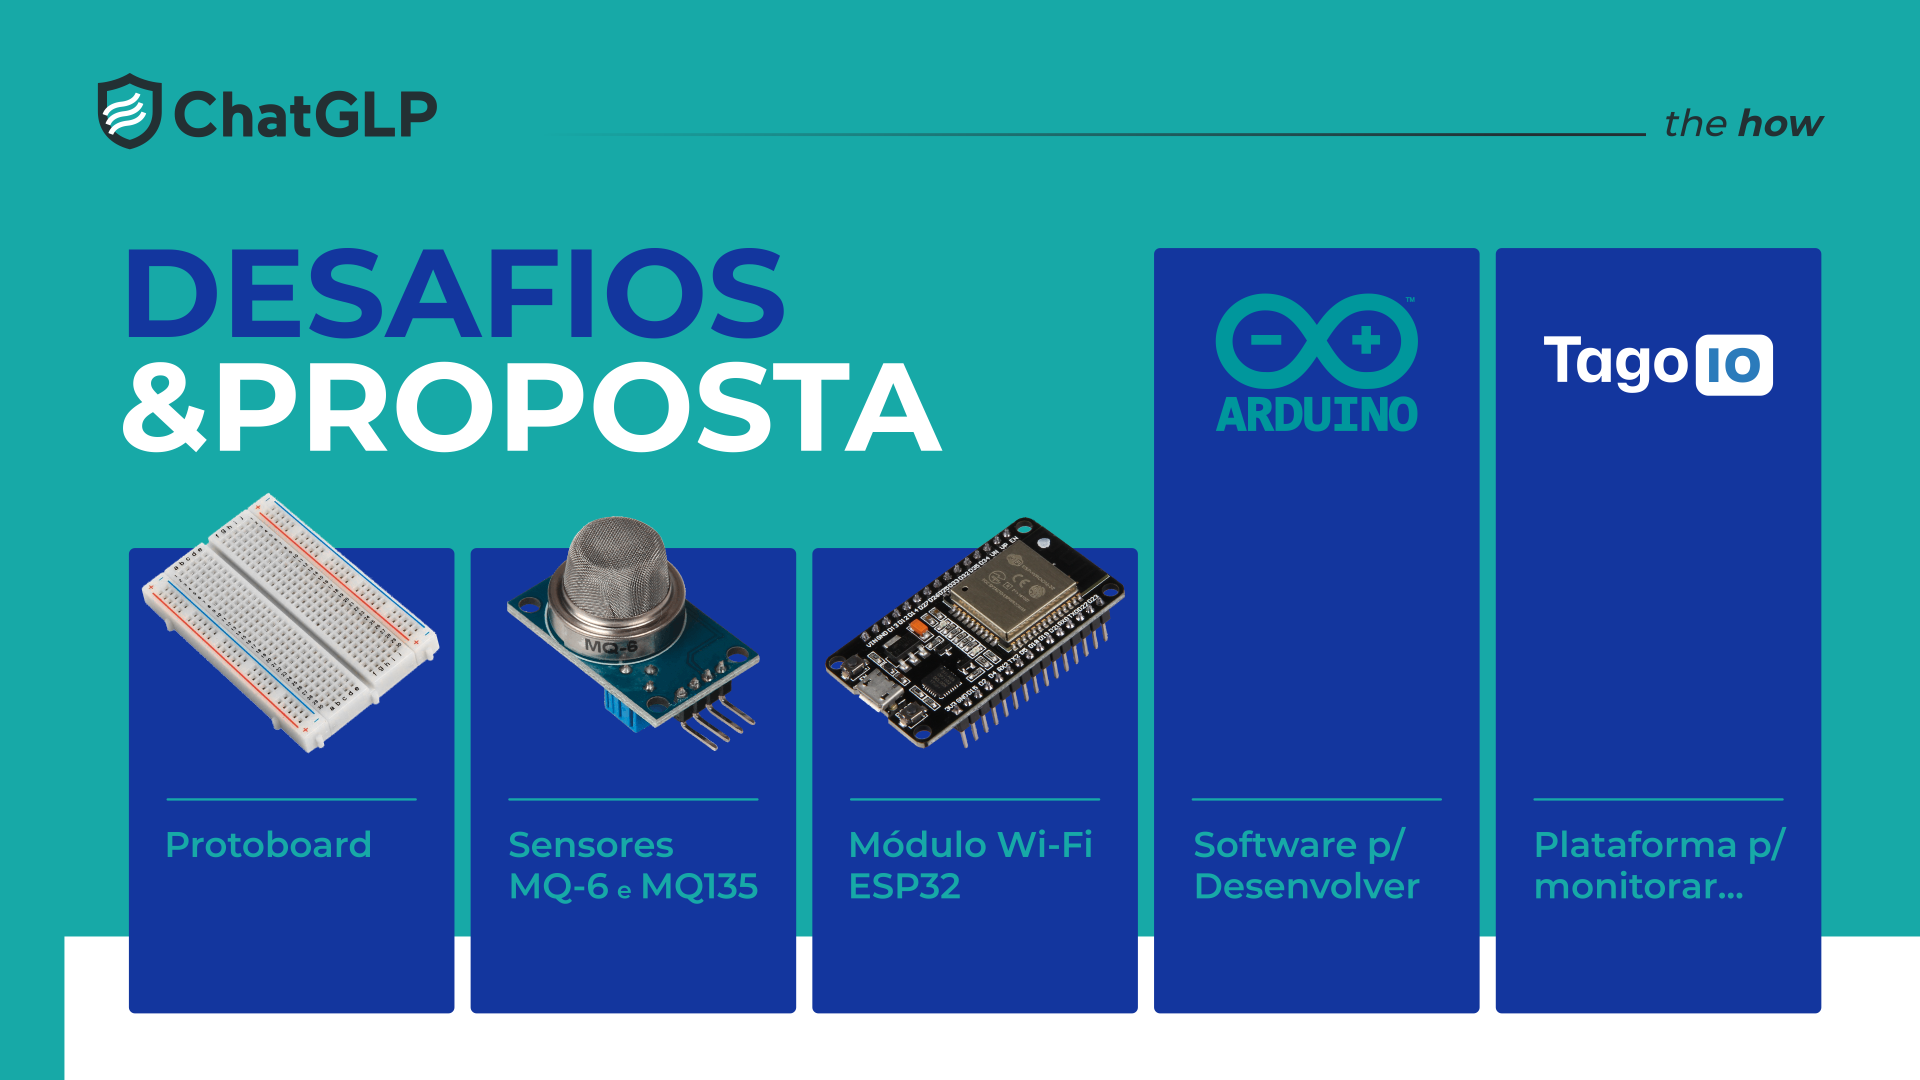 ChatGLP
the how
DESAFIOS
&PROPOSTA
ARDUINO
TM
Tago IO
MQ-6
Protoboard
Sensores
MQ-6 e MQ135
Módulo Wi-Fi
ESP32
Software p/
Desenvolver
Plataforma p/
monitorar...